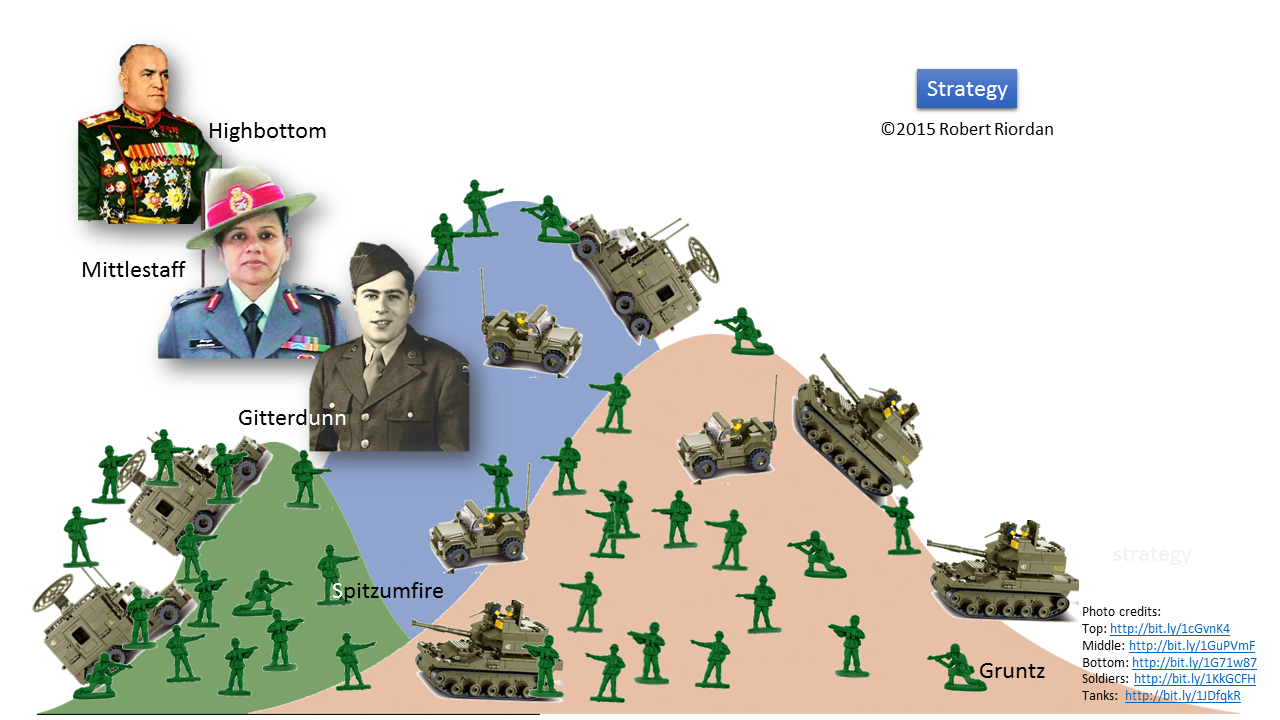 Strategy
©2015 Robert Riordan
Highbottom
Mittlestaff
Gitterdunn
Spitzumfire
Gruntz
strategy
Photo credits:
Top: http://bit.ly/1cGvnK4
Middle: http://bit.ly/1GuPVmF
Bottom: http://bit.ly/1G71w87
Soldiers: http://bit.ly/1KkGCFH
Tanks: http://bit.ly/1JDfqkR